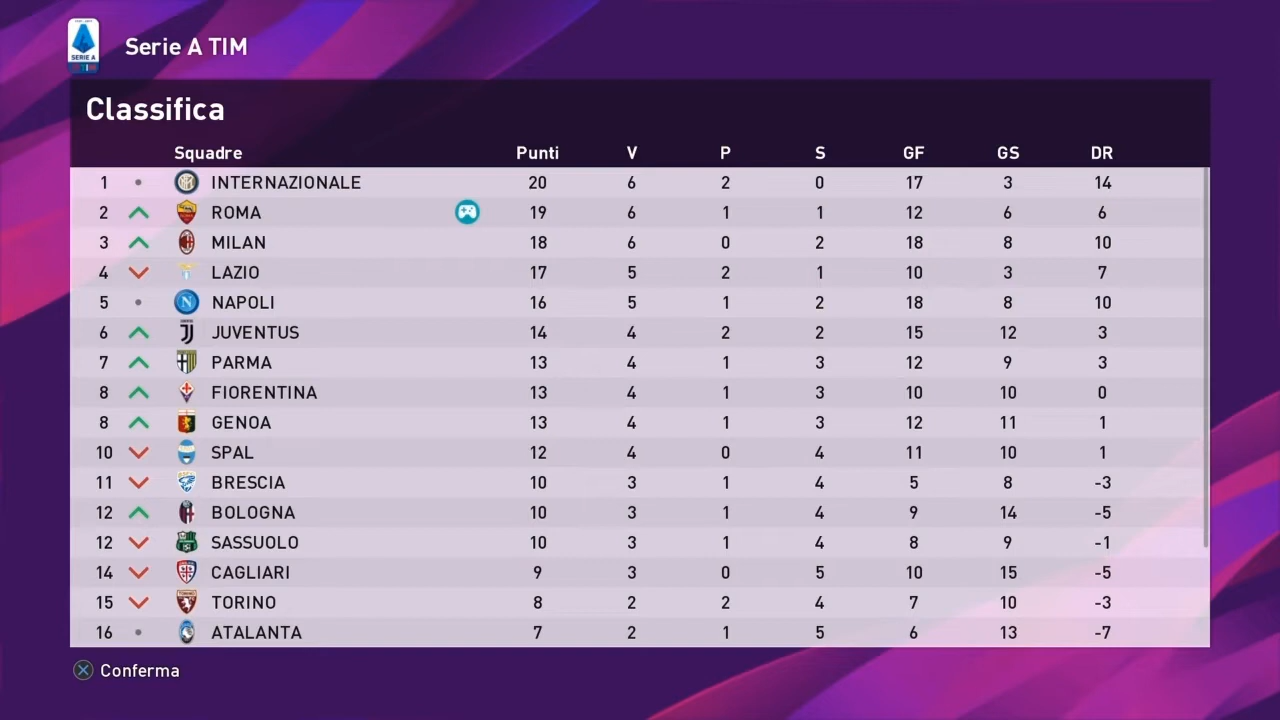 Serie A TIM
Classifica
Squadre Punti V P S GF GS DR
1 INTERNAZIONALE 20 6 2 0 17 3 14
2 ROMA 19 6 1 1 12 6 6
3 MILAN 18 6 0 2 18 8 10
4 LAZIO 17 5 2 1 10 3 7
5 NAPOLI 16 5 1 2 18 8 10
6 JUVENTUS 14 4 2 2 15 12 3
7 PARMA 13 4 1 3 12 9 3
8 FIORENTINA 13 4 1 3 10 10 0
8 GENOA 13 4 1 3 12 11 1
10 SPAL 12 4 0 4 11 10 1
11 BRESCIA 10 3 1 4 5 8 -3
12 BOLOGNA 10 3 1 4 9 14 -5
12 SASSUOLO 10 3 1 4 8 9 -1
14 CAGLIARI 9 3 0 5 10 15 -5
15 TORINO 8 2 2 4 7 10 -3
16 ATALANTA 7 2 1 5 6 13 -7
Conferma